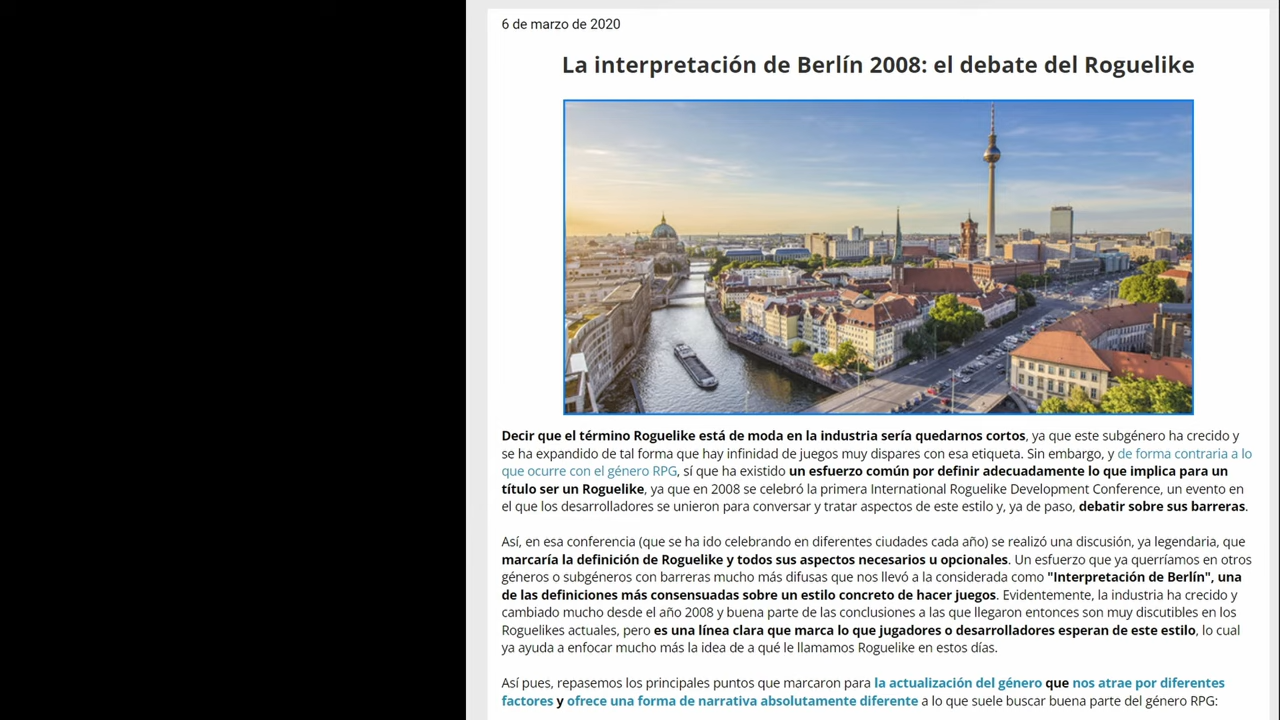 6 de marzo de 2020
La interpretación de Berlín 2008: el debate del Roguelike
Decir que el término Roguelike está de moda en la industria sería quedarnos cortos, ya que este subgénero ha crecido y
se ha expandido de tal forma que hay infinidad de juegos muy dispares con esa etiqueta. Sin embargo, y de forma contraria a lo
que ocurre con el género RPG, sí que ha existido un esfuerzo común por definir adecuadamente lo que implica para un
título ser un Roguelike, ya que en 2008 se celebró la primera International Roguelike Development Conference, un evento en
el que los desarrolladores se unieron para conversar y tratar aspectos de este estilo y, ya de paso, debatir sobre sus barreras.
Así, en esa conferencia (que se ha ido celebrando en diferentes ciudades cada año) se realizó una discusión, ya legendaria, que
marcaría la definición de Roguelike y todos sus aspectos necesarios u opcionales. Un esfuerzo que ya querríamos en otros
géneros o subgéneros con barreras mucho más difusas que nos llevó a la considerada como "Interpretación de Berlín", una
de las definiciones más consensuadas sobre un estilo concreto de hacer juegos. Evidentemente, la industria ha crecido y
cambiado mucho desde el año 2008 y buena parte de las conclusiones a las que llegaron entonces son muy discutibles en los
Roguelikes actuales, pero es una línea clara que marca lo que jugadores o desarrolladores esperan de este estilo, lo cual
ya ayuda a enfocar mucho más la idea de a qué le llamamos Roguelike en estos días.
Así pues, repasemos los principales puntos que marcaron para la actualización del género que nos atrae por diferentes
factores y ofrece una forma de narrativa absolutamente diferente a lo que suele buscar buena parte del género RPG: